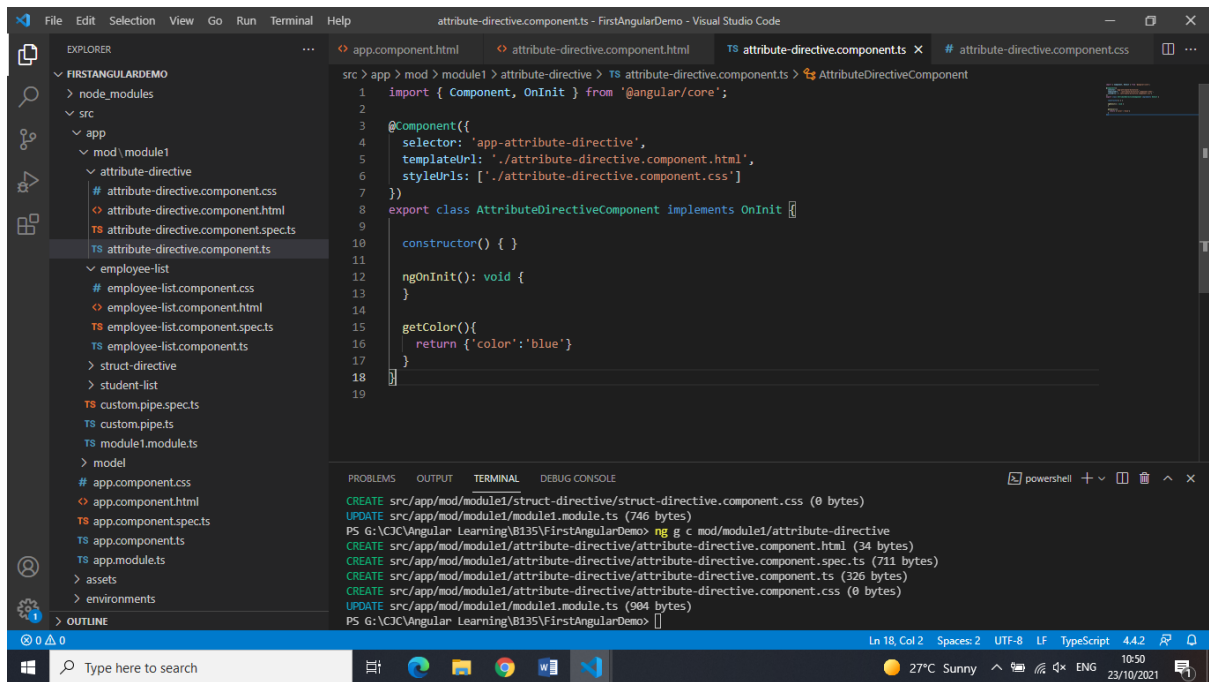 File Edit Selection View Go Run Terminal Help attribute-directive.component.ts - FirstAngularDemo - Visual Studio Code
EXPLORER
FIRSTANGULARDEMO
node_modules
src
app
mod\module1
attribute-directive
# attribute-directive.component.css
<> attribute-directive.component.html
TS attribute-directive.component.spec.ts
TS attribute-directive.component.ts
employee-list
# employee-list.component.css
<> employee-list.component.html
TS employee-list.component.spec.ts
TS employee-list.component.ts
struct-directive
student-list
TS custom.pipe.spec.ts
TS custom.pipe.ts
TS module1.module.ts
model
# app.component.css
<> app.component.html
TS app.component.spec.ts
TS app.component.ts
TS app.module.ts
assets
environments
OUTLINE
<> app.component.html <> attribute-directive.component.html TS attribute-directive.component.ts # attribute-directive.component.css
src > app > mod > module1 > attribute-directive > TS attribute-directive.component.ts > AttributeDirectiveComponent
1 import { Component, OnInit } from '@angular/core';
2
3 @Component({
4 selector: 'app-attribute-directive',
5 templateUrl: './attribute-directive.component.html',
6 styleUrls: ['./attribute-directive.component.css']
7 })
8 export class AttributeDirectiveComponent implements OnInit {
9
10 constructor() { }
11
12 ngOnInit(): void {
13 }
14
15 getColor(){
16 return {'color':'blue'}
17 }
18 }
19
PROBLEMS OUTPUT TERMINAL DEBUG CONSOLE powershell
CREATE src/app/mod/module1/struct-directive/struct-directive.component.css (0 bytes)
UPDATE src/app/mod/module1/module1.module.ts (746 bytes)
PS G:\CJC\Angular Learning\B135\FirstAngularDemo> ng g c mod/module1/attribute-directive
CREATE src/app/mod/module1/attribute-directive/attribute-directive.component.html (34 bytes)
CREATE src/app/mod/module1/attribute-directive/attribute-directive.component.spec.ts (711 bytes)
CREATE src/app/mod/module1/attribute-directive/attribute-directive.component.ts (326 bytes)
CREATE src/app/mod/module1/attribute-directive/attribute-directive.component.css (0 bytes)
UPDATE src/app/mod/module1/module1.module.ts (904 bytes)
PS G:\CJC\Angular Learning\B135\FirstAngularDemo>
1
0 0 Ln 18, Col 2 Spaces: 2 UTF-8 LF TypeScript 4.4.2
Type here to search 27°C Sunny ENG 10:50
23/10/2021
1